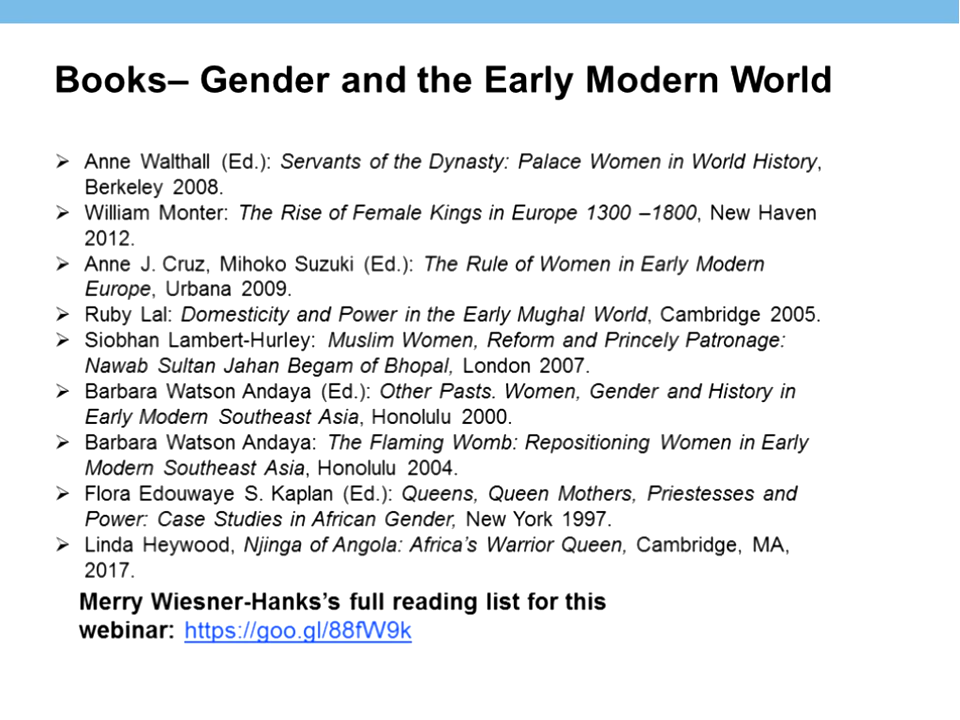 Books– Gender and the Early Modern World
➢ Anne Walthall (Ed.): Servants of the Dynasty: Palace Women in World History,
Berkeley 2008.
➢ William Monter: The Rise of Female Kings in Europe 1300 –1800, New Haven
2012.
➢ Anne J. Cruz, Mihoko Suzuki (Ed.): The Rule of Women in Early Modern
Europe, Urbana 2009.
➢ Ruby Lal: Domesticity and Power in the Early Mughal World, Cambridge 2005.
➢ Siobhan Lambert-Hurley: Muslim Women, Reform and Princely Patronage:
Nawab Sultan Jahan Begam of Bhopal, London 2007.
➢ Barbara Watson Andaya (Ed.): Other Pasts. Women, Gender and History in
Early Modern Southeast Asia, Honolulu 2000.
➢ Barbara Watson Andaya: The Flaming Womb: Repositioning Women in Early
Modern Southeast Asia, Honolulu 2004.
➢ Flora Edouwaye S. Kaplan (Ed.): Queens, Queen Mothers, Priestesses and
Power: Case Studies in African Gender, New York 1997.
➢ Linda Heywood, Njinga of Angola: Africa’s Warrior Queen, Cambridge, MA,
2017.
Merry Wiesner-Hanks’s full reading list for this
webinar: https://goo.gl/88fW9k